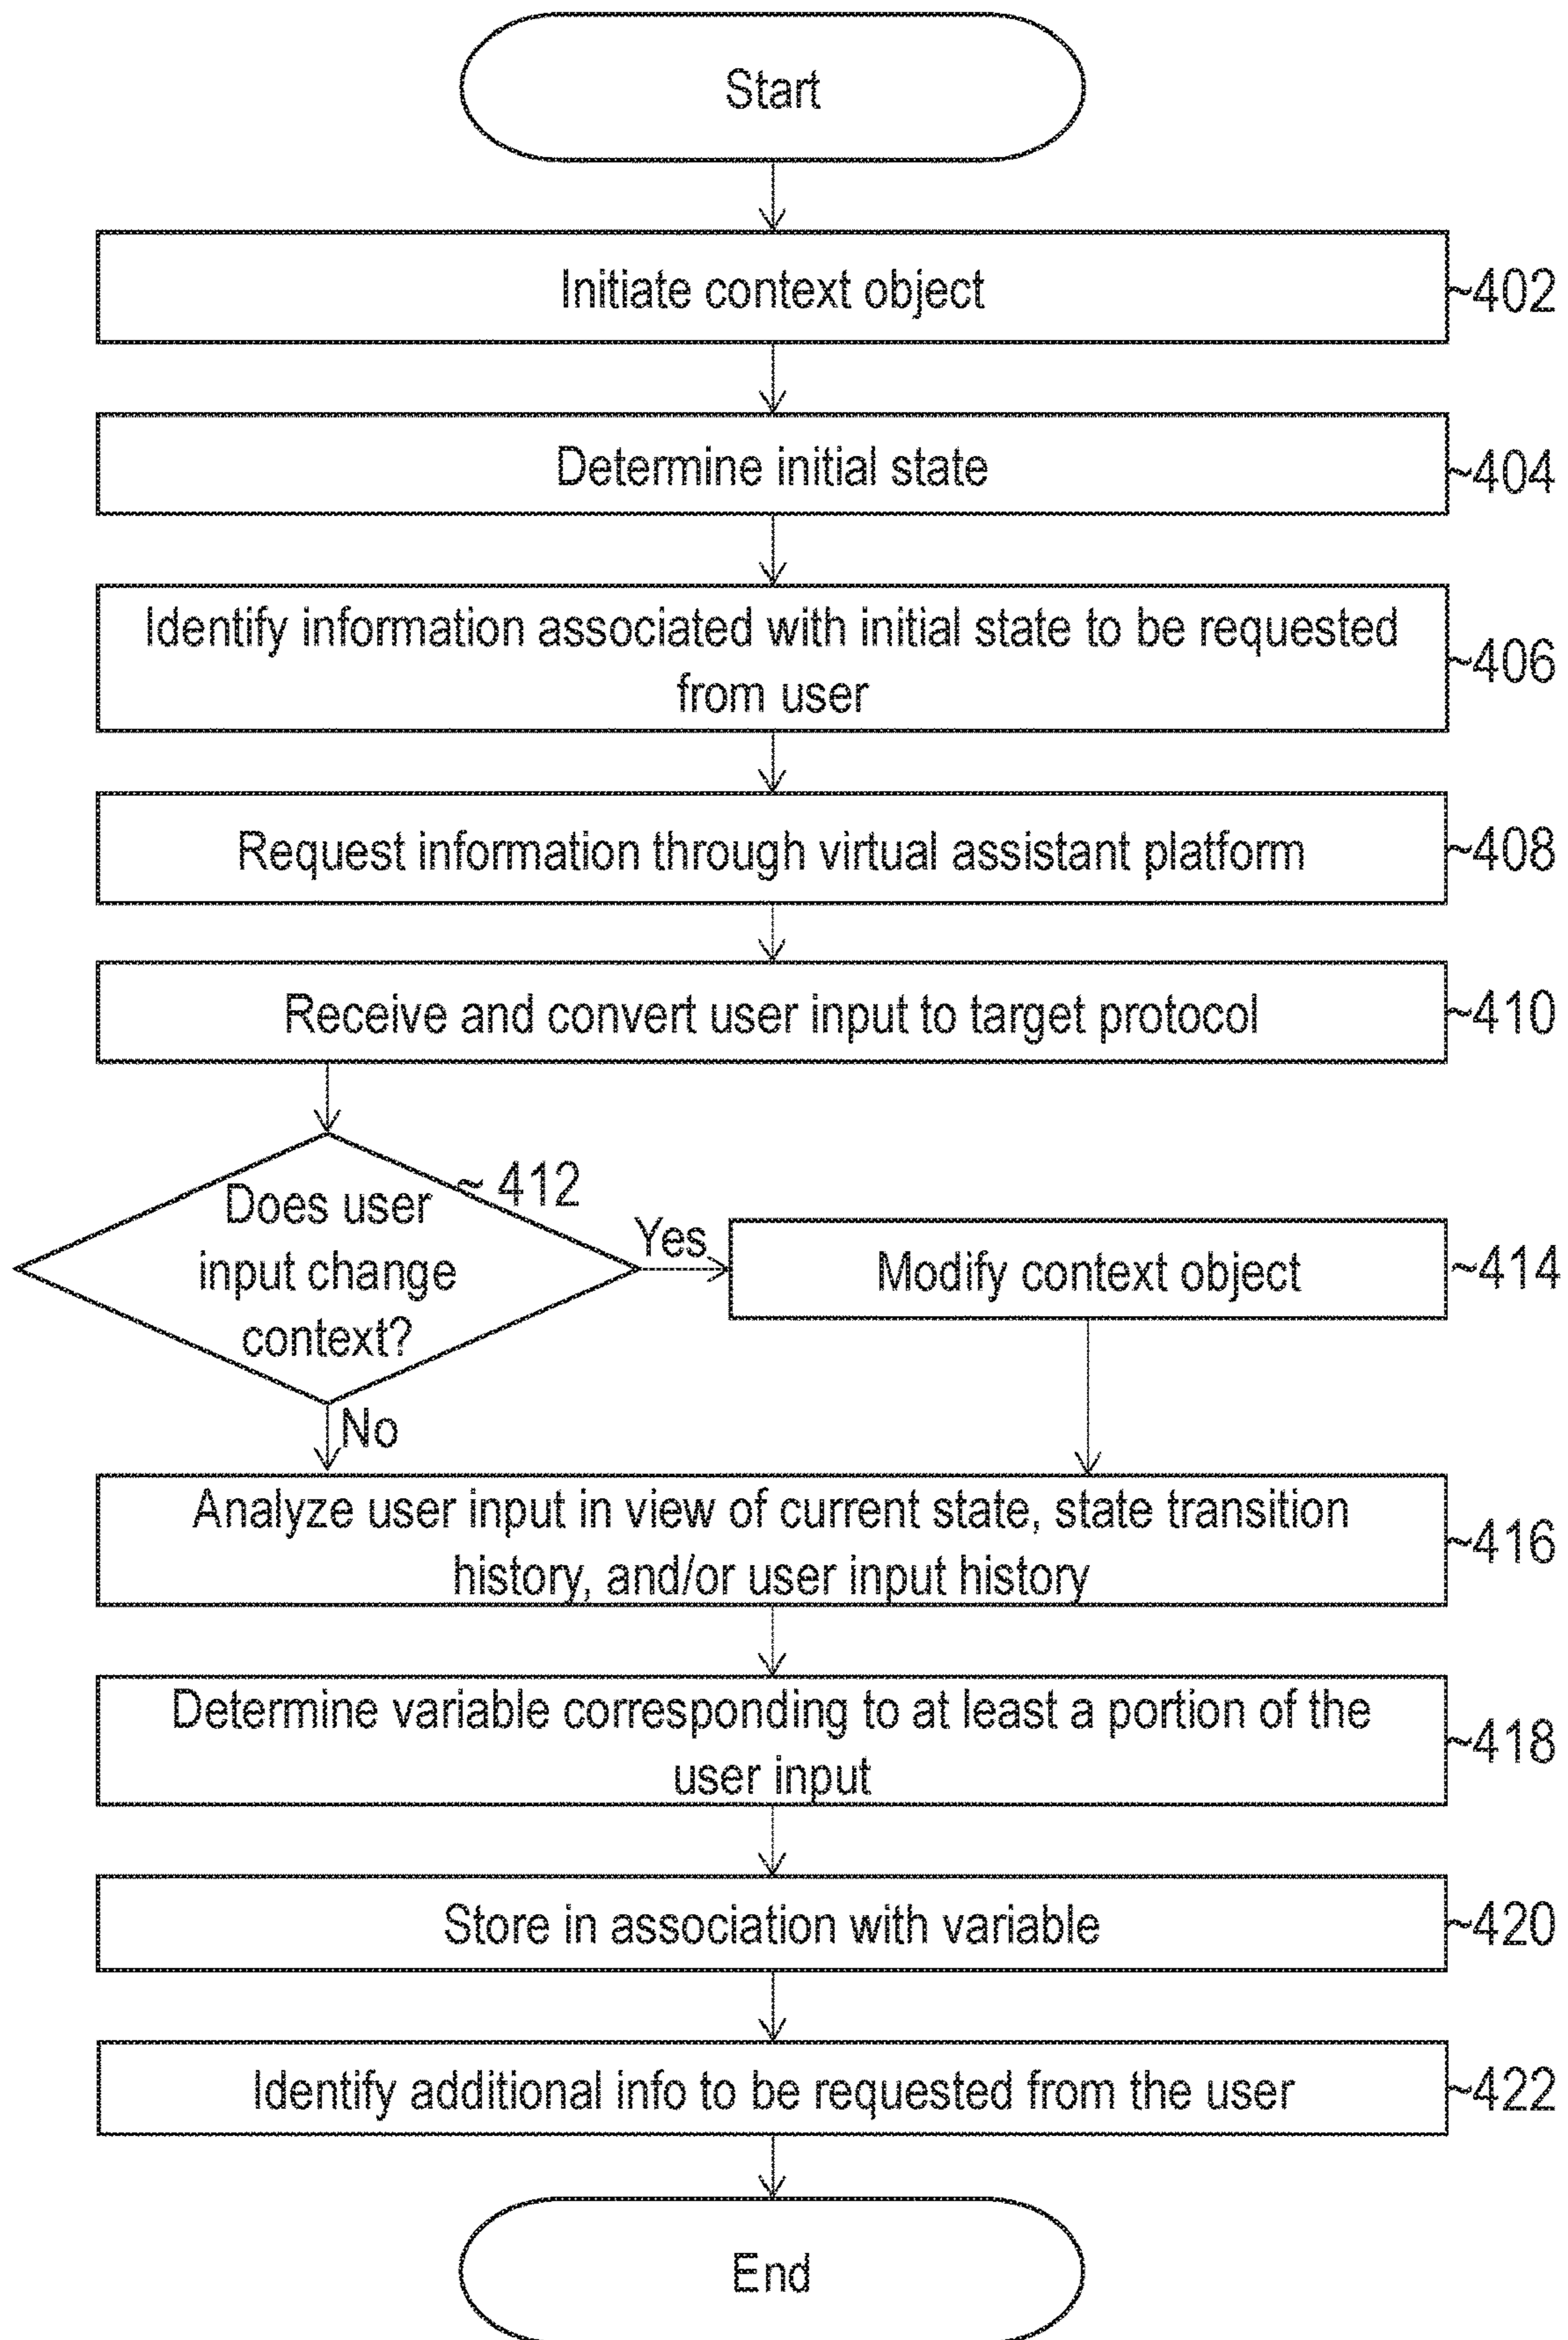 Start
Initiate context object
~402
Determine initial state
~404
Identify information associated with initial state to be requested
from user
~406
Request information through virtual assistant platform
~408
Receive and convert user input to target protocol
~410
~ 412
Does user
input change
context?
Yes
Modify context object
~414
No
Analyze user input in view of current state, state transition
history, and/or user input history
~416
Determine variable corresponding to at least a portion of the
user input
~418
Store in association with variable
~420
Identify additional info to be requested from the user
~422
End